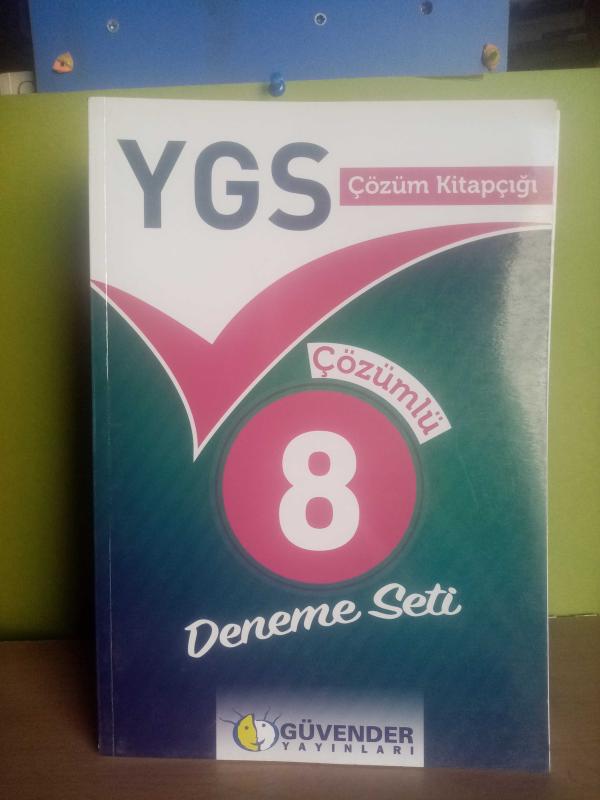 YGS
Çözüm Kitapçığı
Çözümlü
8
Deneme Seti
GÜVENDER
YAYINLARI